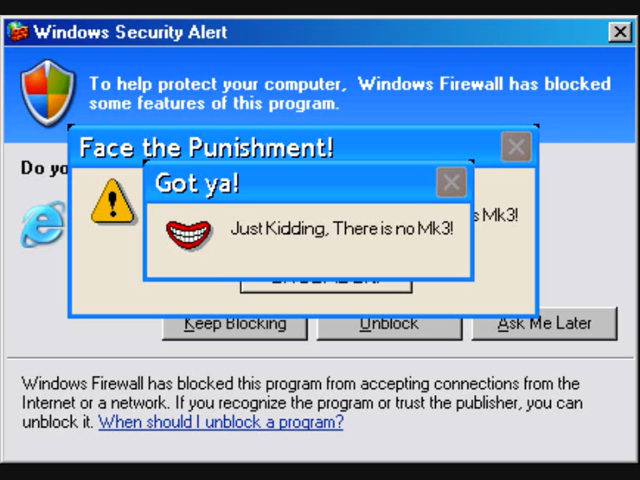 Windows Security Alert
To help protect your computer, Windows Firewall has blocked
some features of this program.
Face the Punishment!
Do yo
Got ya!
s Mk3!
Just Kidding, There is no Mk3!
Keep Blocking
Unblock
Ask Me Later
Windows Firewall has blocked this program from accepting connections from the
Internet or a network. If you recognize the program or trust the publisher, you can
unblock it. When should I unblock a program?